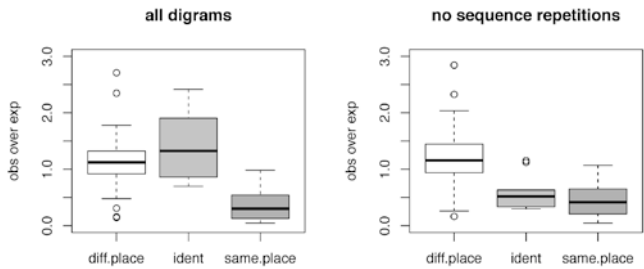 all digrams
obs over exp
3.0
2.0
1.0
0.0
diff.place ident same.place
no sequence repetitions
obs over exp
3.0
2.0
1.0
0.0
diff.place ident same.place